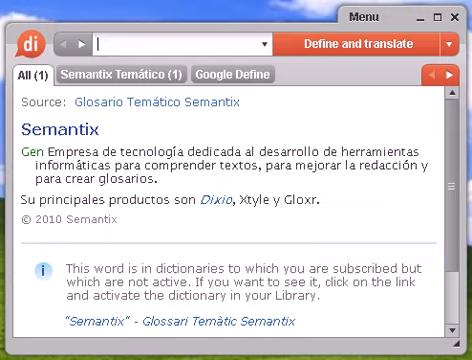 Menu
di
Define and translate
All (1) Semantix Temático (1) Google Define
Source: Glosario Temático Semantix
Semantix
Gen Empresa de tecnología dedicada al desarrollo de herramientas
informáticas para comprender textos, para mejorar la redacción y
para crear glosarios.
Su principales productos son Dixio, Xtyle y Gloxr.
© 2010 Semantix
i
This word is in dictionaries to which you are subscribed but
which are not active. If you want to see it, click on the link
and activate the dictionary in your Library.
"Semantix" - Glossari Temàtic Semantix